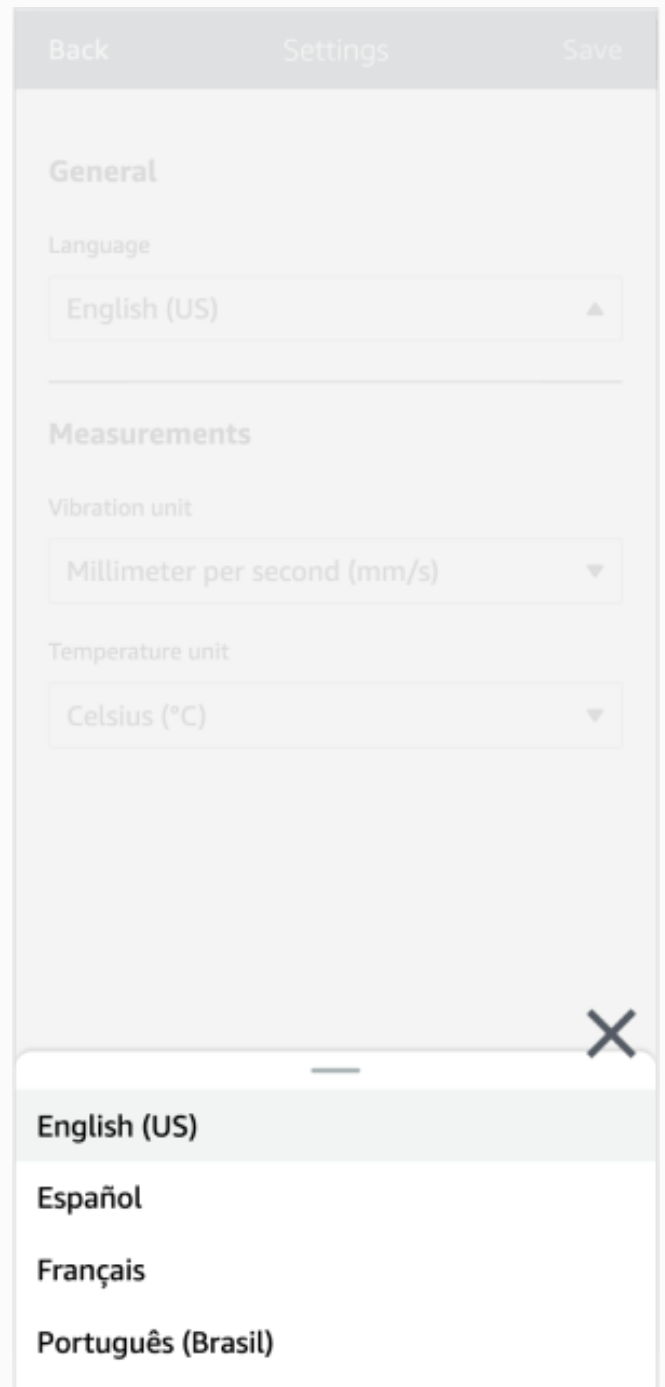 Back Settings Save
General
Language
English (US)
Measurements
Vibration unit
Millimeter per second (mm/s)
Temperature unit
Celsius (°C)
English (US)
Español
Français
Português (Brasil)